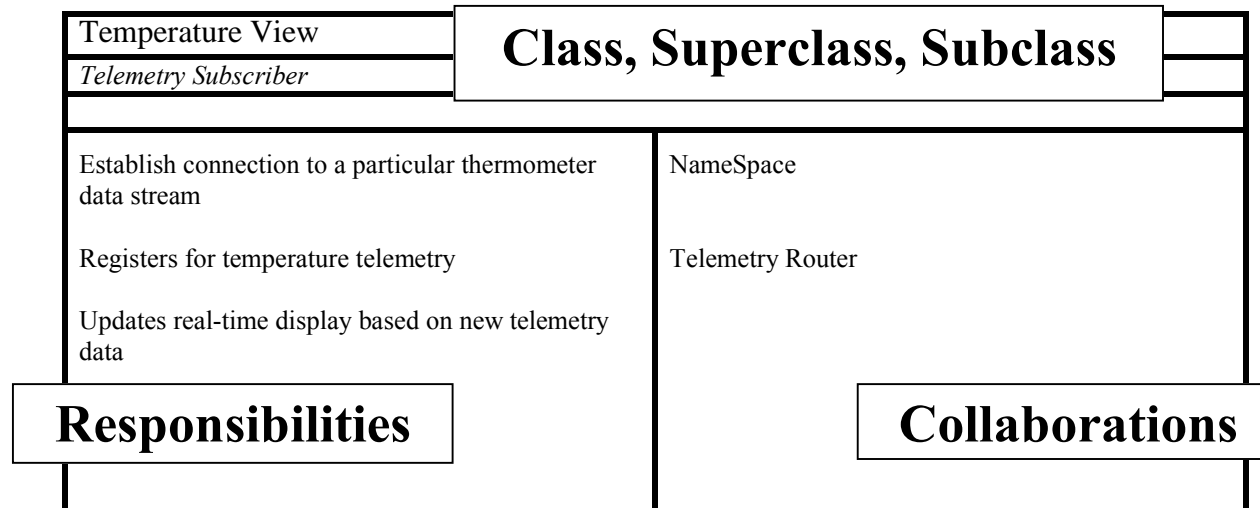 Temperature View
Class, Superclass, Subclass
Telemetry Subscriber
Establish connection to a particular thermometer
data stream
NameSpace
Registers for temperature telemetry
Telemetry Router
Updates real-time display based on new telemetry
data
Responsibilities
Collaborations